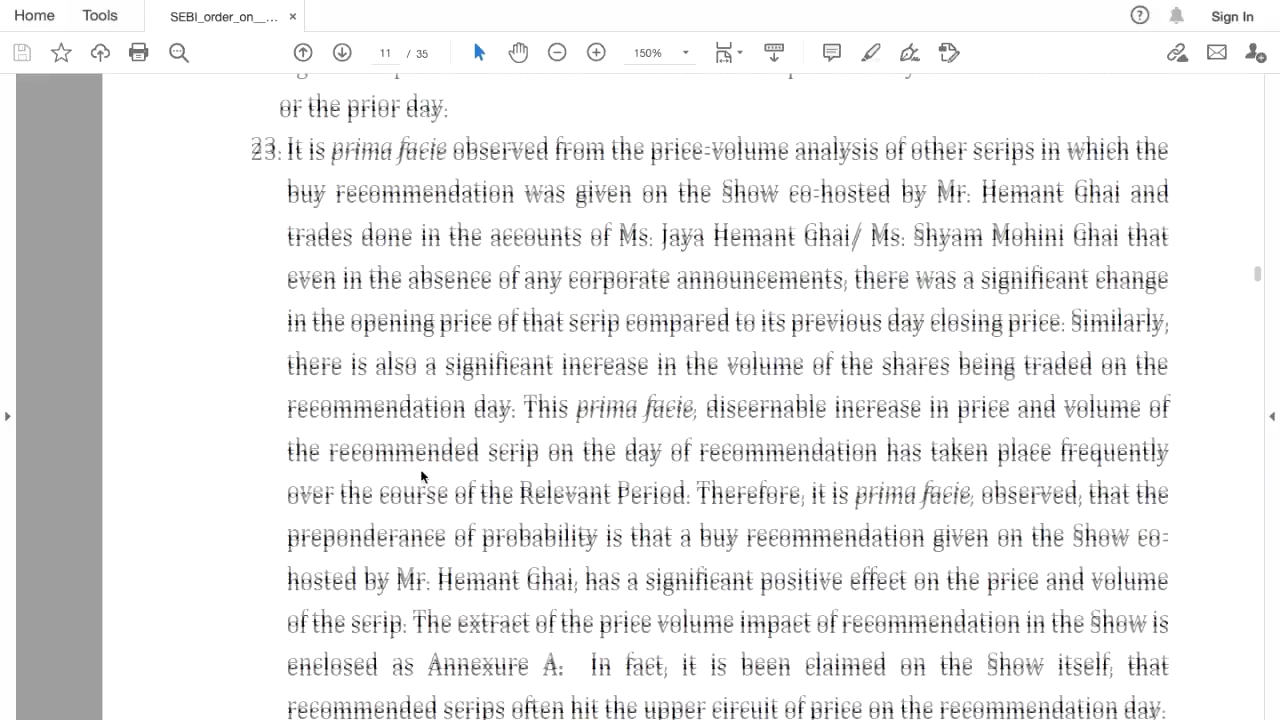 Home Tools SEBI_order_on__... × Sign In
11 / 35 150%
or the prior day.
23. It is prima facie observed from the price-volume analysis of other scrips in which the
buy recommendation was given on the Show co-hosted by Mr. Hemant Ghai and
trades done in the accounts of Ms. Jaya Hemant Ghai/ Ms. Shyam Mohini Ghai that
even in the absence of any corporate announcements, there was a significant change
in the opening price of that scrip compared to its previous day closing price. Similarly,
there is also a significant increase in the volume of the shares being traded on the
recommendation day. This prima facie, discernable increase in price and volume of
the recommended scrip on the day of recommendation has taken place frequently
over the course of the Relevant Period. Therefore, it is prima facie, observed, that the
preponderance of probability is that a buy recommendation given on the Show co-
hosted by Mr. Hemant Ghai, has a significant positive effect on the price and volume
of the scrip. The extract of the price volume impact of recommendation in the Show is
enclosed as Annexure A. In fact, it is been claimed on the Show itself, that
recommended scrips often hit the upper circuit of price on the recommendation day.